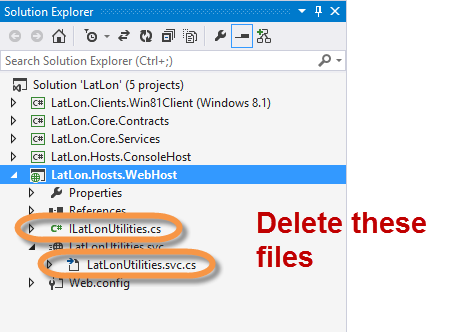 Solution Explorer
Search Solution Explorer (Ctrl+;)
Solution 'LatLon' (5 projects)
C# LatLon.Clients.Win81Client (Windows 8.1)
C# LatLon.Core.Contracts
C# LatLon.Core.Services
C# LatLon.Hosts.ConsoleHost
LatLon.Hosts.WebHost
Properties
References
C# ILatLonUtilities.cs
LatLonUtilities.svc
LatLonUtilities.svc.cs
Web.config
Delete these
files